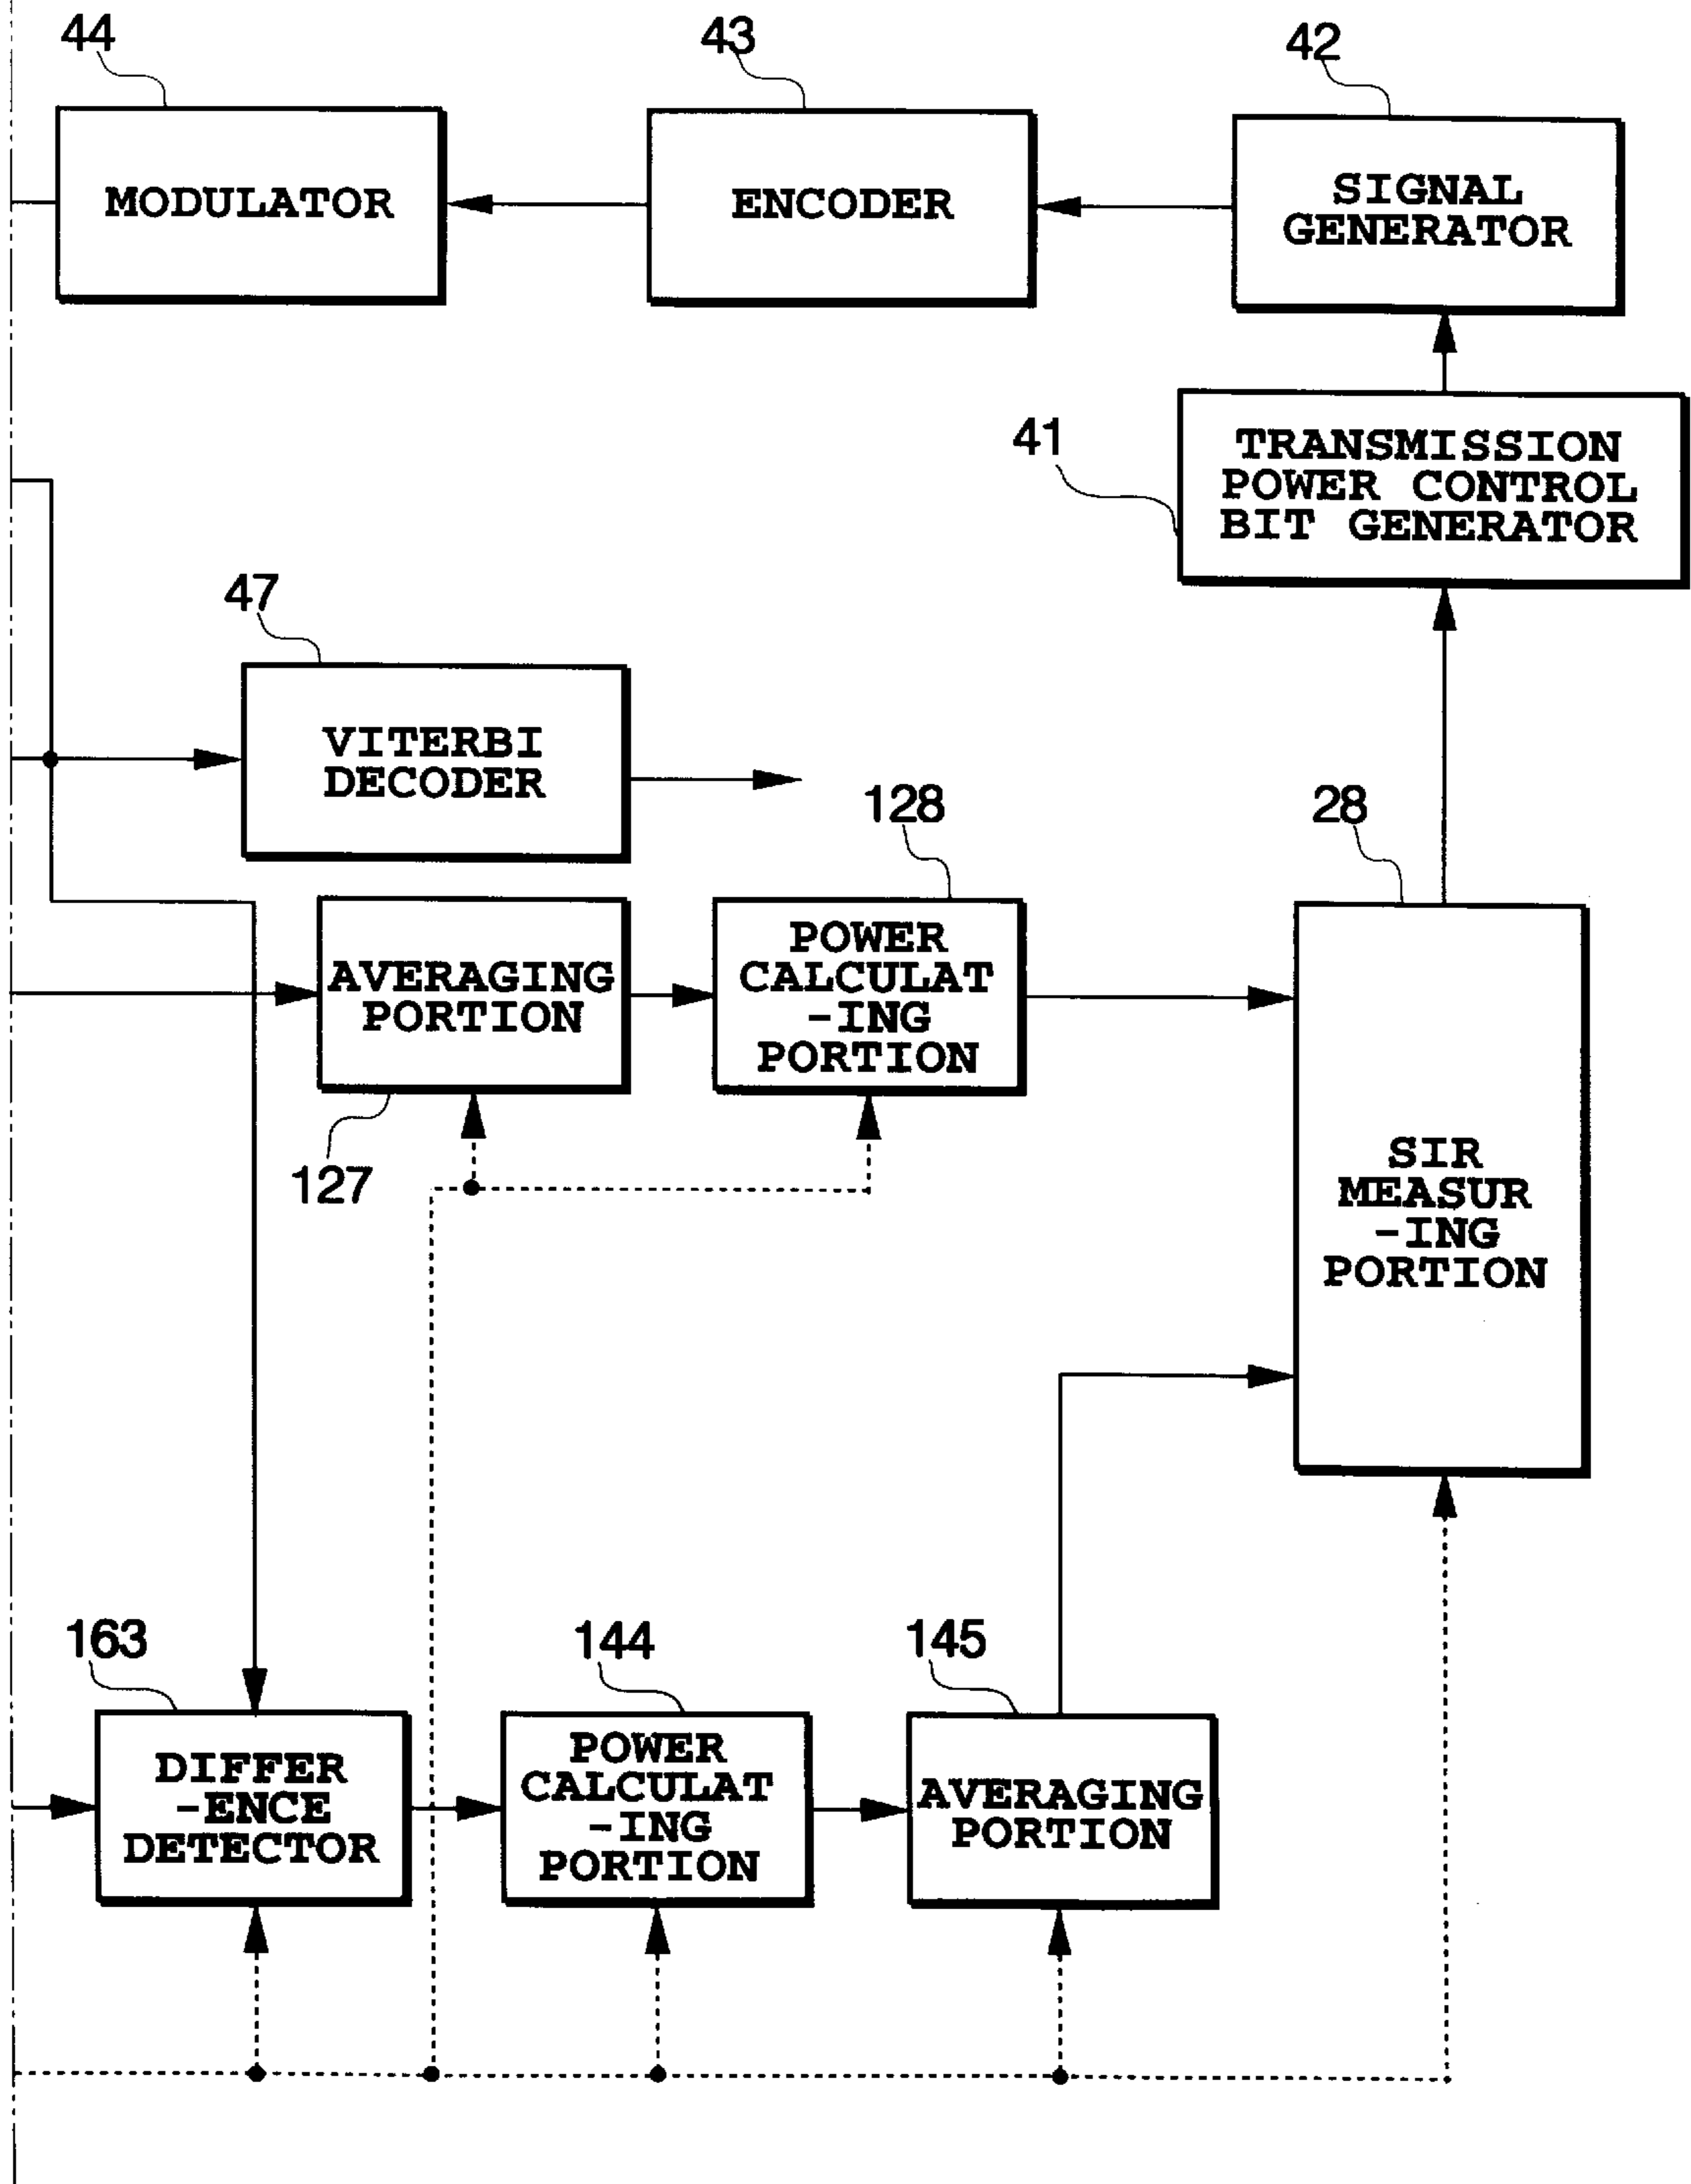 44
43
42
MODULATOR
ENCODER
SIGNAL
GENERATOR
41
TRANSMISSION
POWER CONTROL
BIT GENERATOR
47
VITERBI
DECODER
128
28
AVERAGING
PORTION
POWER
CALCULAT
-ING
PORTION
127
SIR
MEASUR
-ING
PORTION
163
144
145
DIFFER
-ENCE
DETECTOR
POWER
CALCULAT
-ING
PORTION
AVERAGING
PORTION